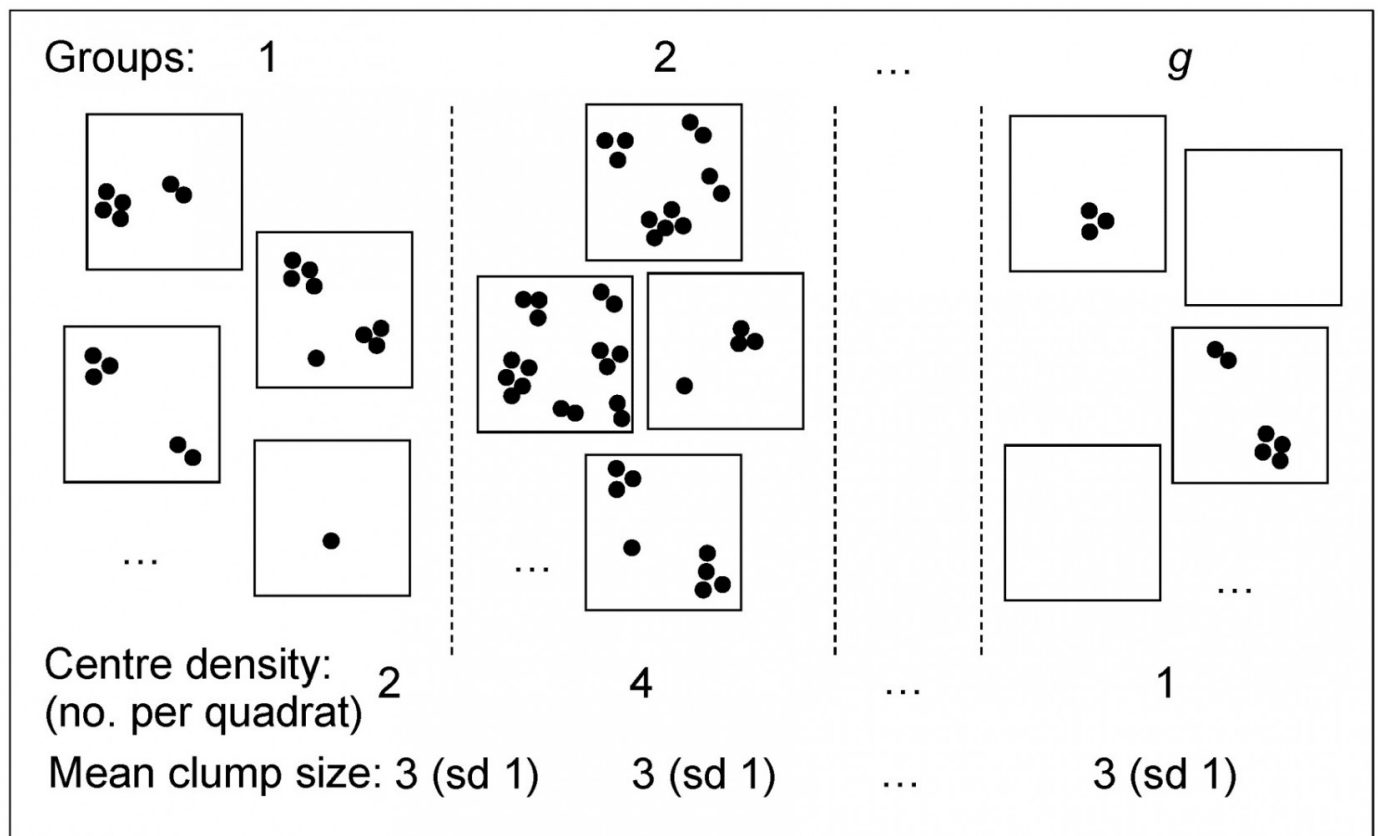 Groups: 1 2 ... g
... ... ...
Centre density:
(no. per quadrat) 2 4 ... 1
Mean clump size: 3 (sd 1) 3 (sd 1) ... 3 (sd 1)